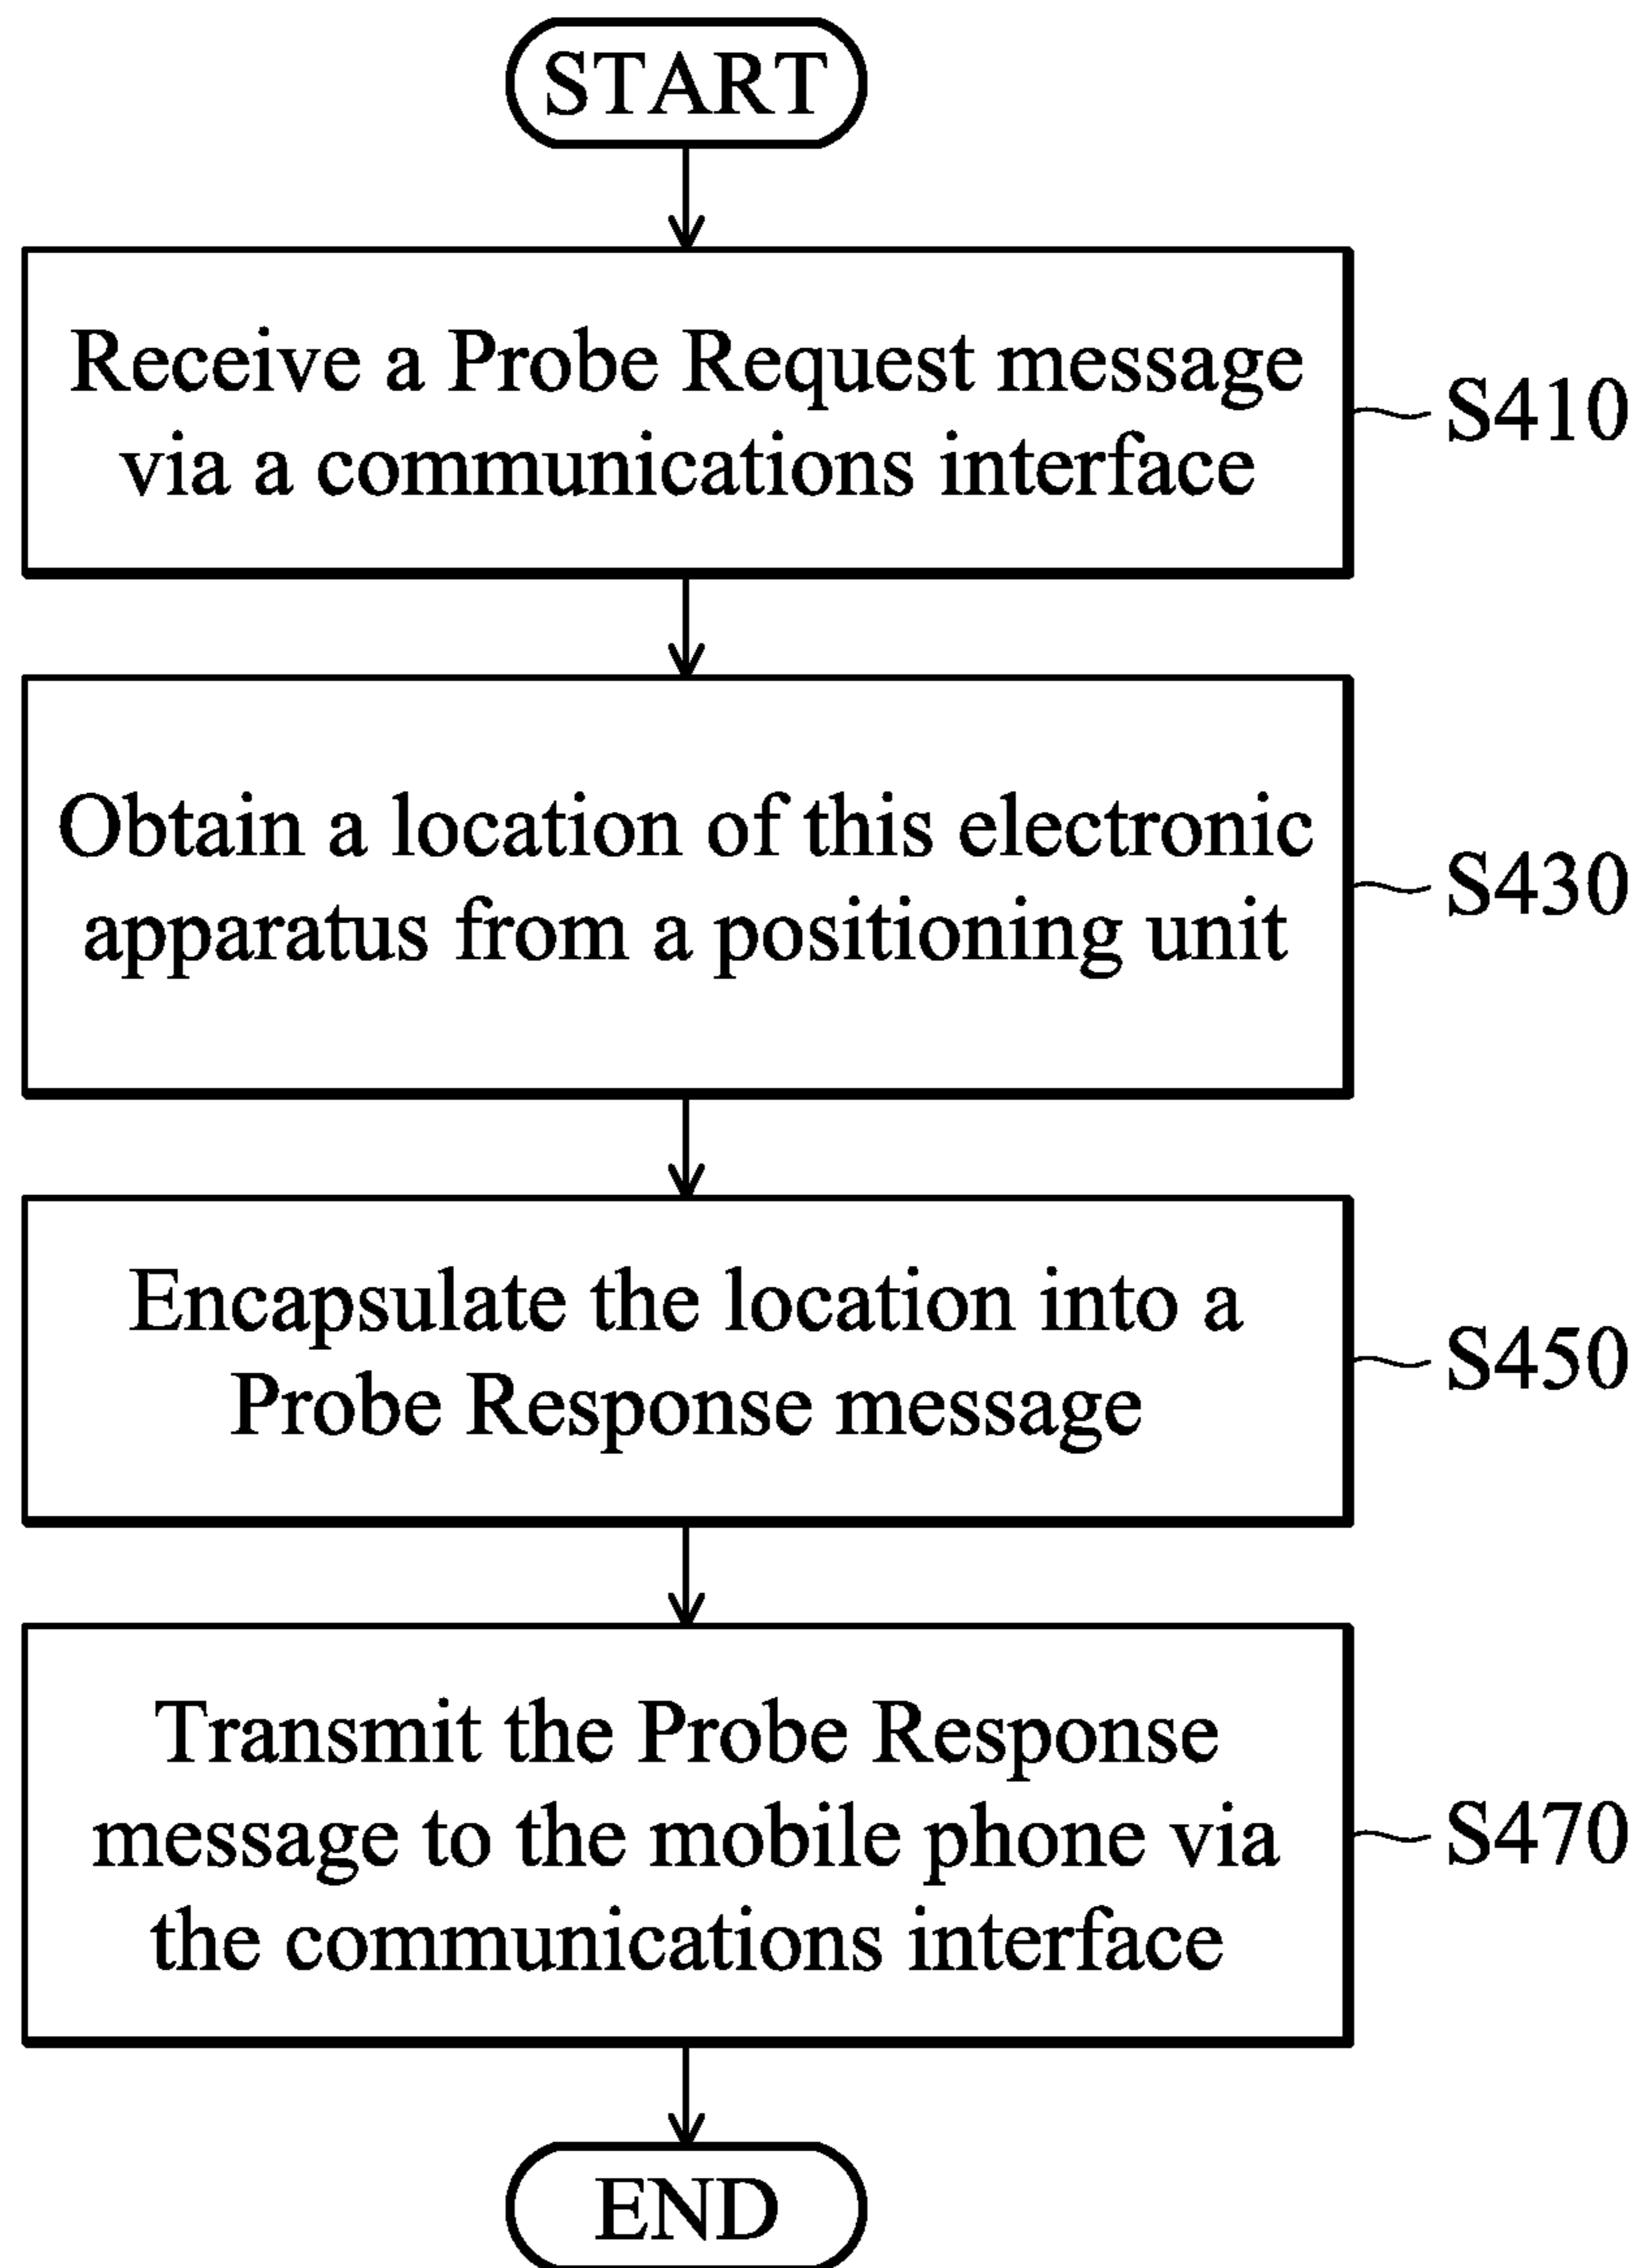 START
Receive a Probe Request message
via a communications interface
S410
Obtain a location of this electronic
apparatus from a positioning unit
S430
Encapsulate the location into a
Probe Response message
S450
Transmit the Probe Response
message to the mobile phone via
the communications interface
S470
END